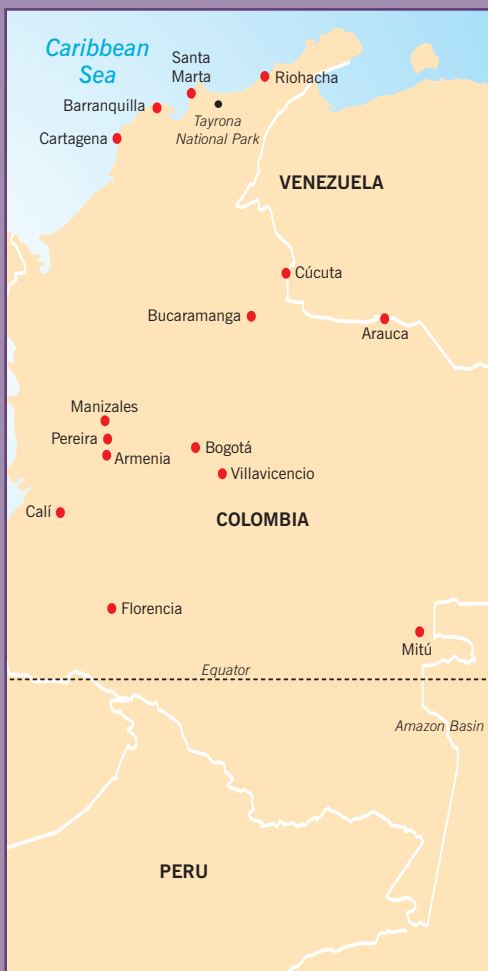 Caribbean
Sea
Santa
Marta
Riohacha
Barranquilla
Tayrona
National Park
Cartagena
VENEZUELA
Cúcuta
Bucaramanga
Arauca
Manizales
Pereira
Bogotá
Armenia
Villavicencio
Calí
COLOMBIA
Florencia
Mitú
Equator
Amazon Basin
PERU